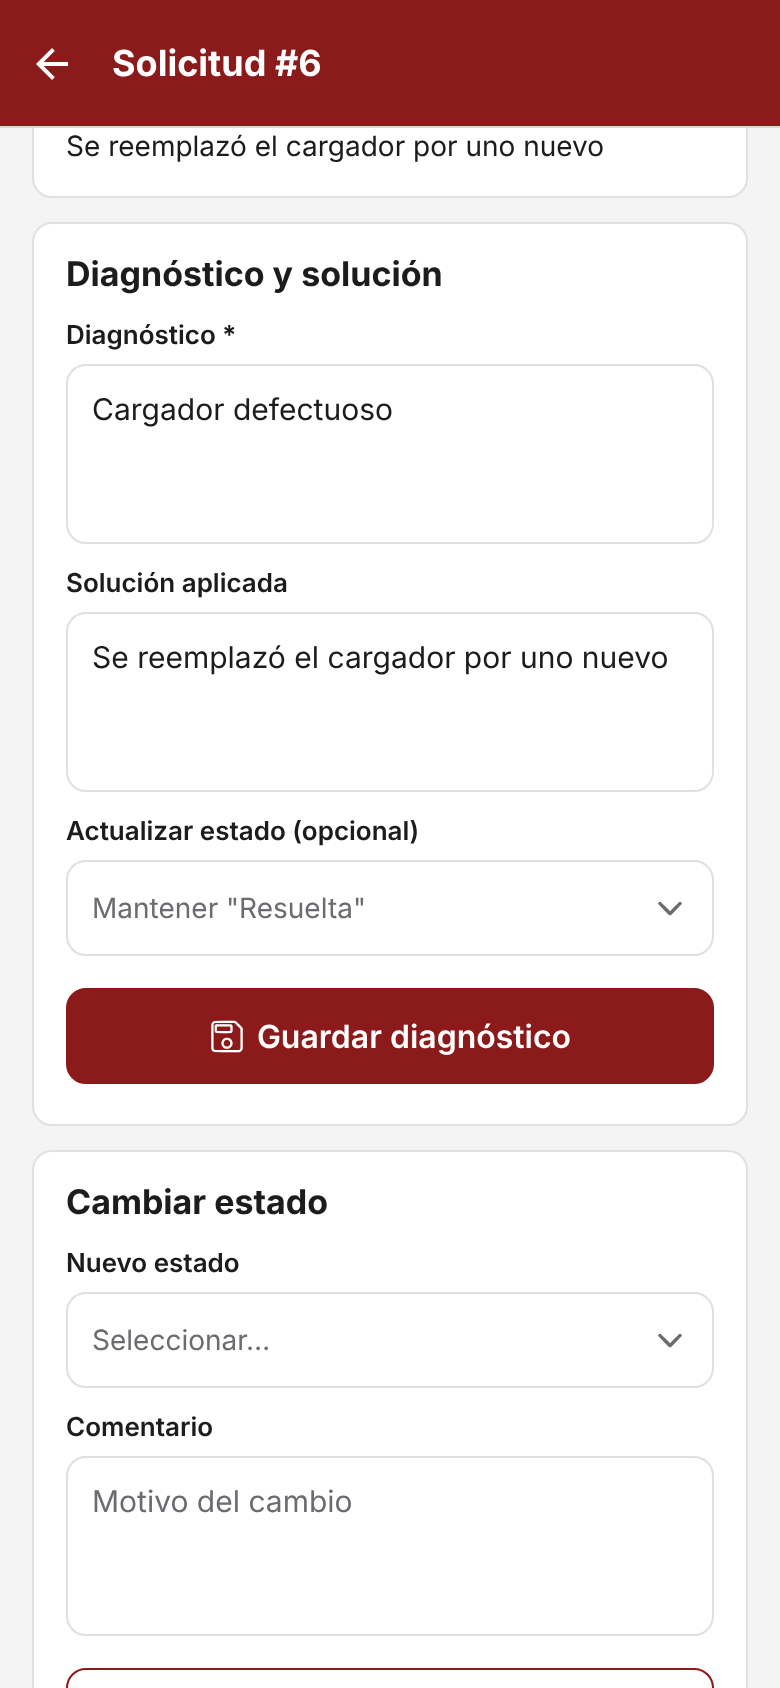 Solicitud #6
Se reemplazó el cargador por uno nuevo
Diagnóstico y solución
Diagnóstico *
Cargador defectuoso
Solución aplicada
Se reemplazó el cargador por uno nuevo
Actualizar estado (opcional)
Mantener "Resuelta"
Guardar diagnóstico
Cambiar estado
Nuevo estado
Seleccionar...
Comentario
Motivo del cambio